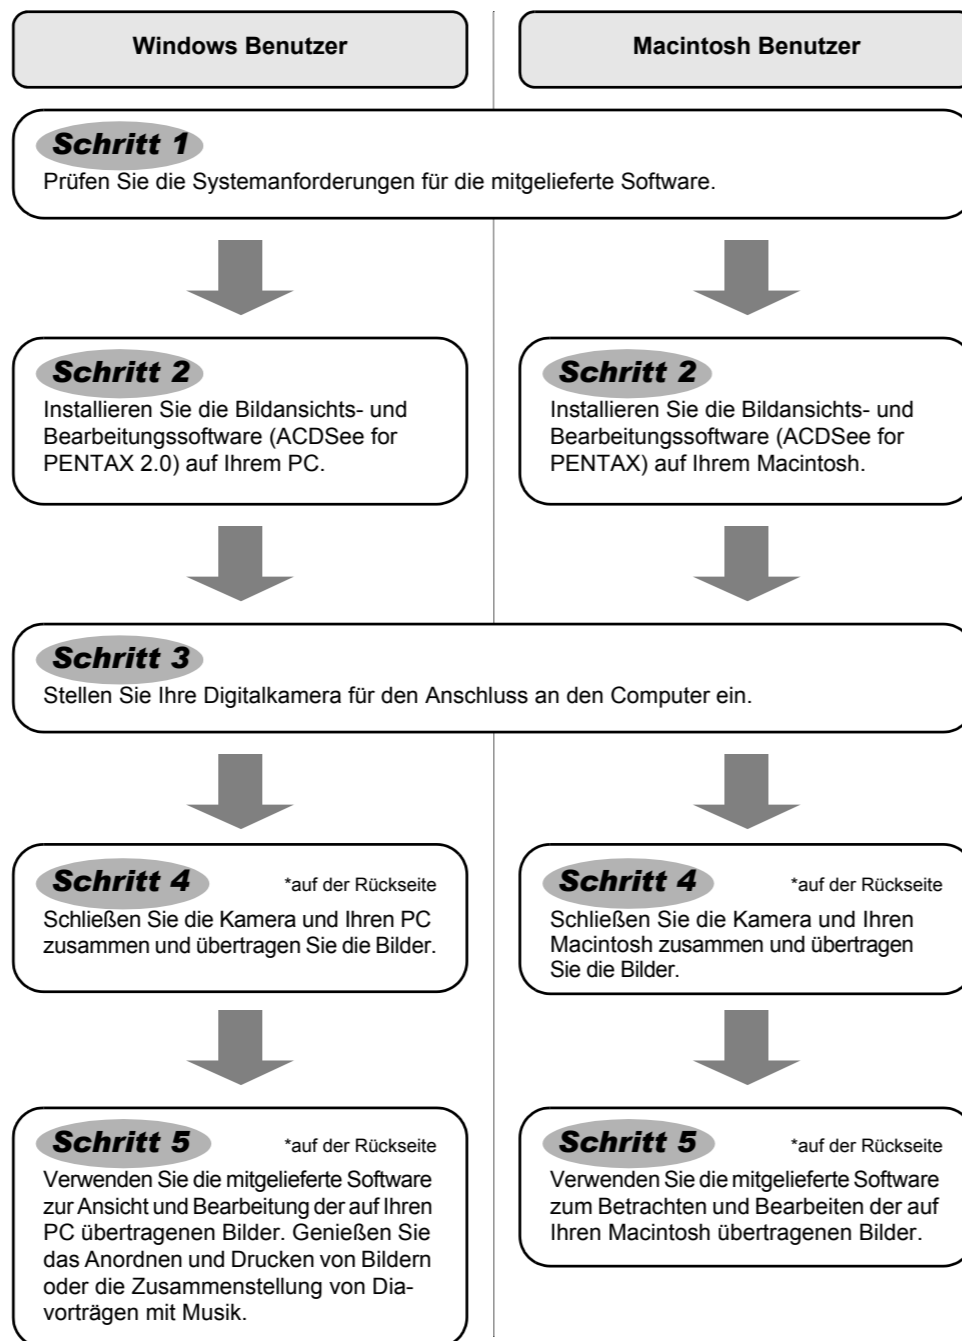 Windows Benutzer
Macintosh Benutzer
Schritt 1
Prüfen Sie die Systemanforderungen für die mitgelieferte Software.
Schritt 2
Installieren Sie die Bildansichts- und
Bearbeitungssoftware (ACDSee for
PENTAX 2.0) auf Ihrem PC.
Schritt 2
Installieren Sie die Bildansichts- und
Bearbeitungssoftware (ACDSee for
PENTAX) auf Ihrem Macintosh.
Schritt 3
Stellen Sie Ihre Digitalkamera für den Anschluss an den Computer ein.
Schritt 4
*auf der Rückseite
Schließen Sie die Kamera und Ihren PC
zusammen und übertragen Sie die Bilder.
Schritt 4
*auf der Rückseite
Schließen Sie die Kamera und Ihren
Macintosh zusammen und übertragen
Sie die Bilder.
Schritt 5
*auf der Rückseite
Verwenden Sie die mitgelieferte Software
zur Ansicht und Bearbeitung der auf Ihren
PC übertragenen Bilder. Genießen Sie
das Anordnen und Drucken von Bildern
oder die Zusammenstellung von Dia-
vorträgen mit Musik.
Schritt 5
*auf der Rückseite
Verwenden Sie die mitgelieferte Software
zum Betrachten und Bearbeiten der auf
Ihren Macintosh übertragenen Bilder.